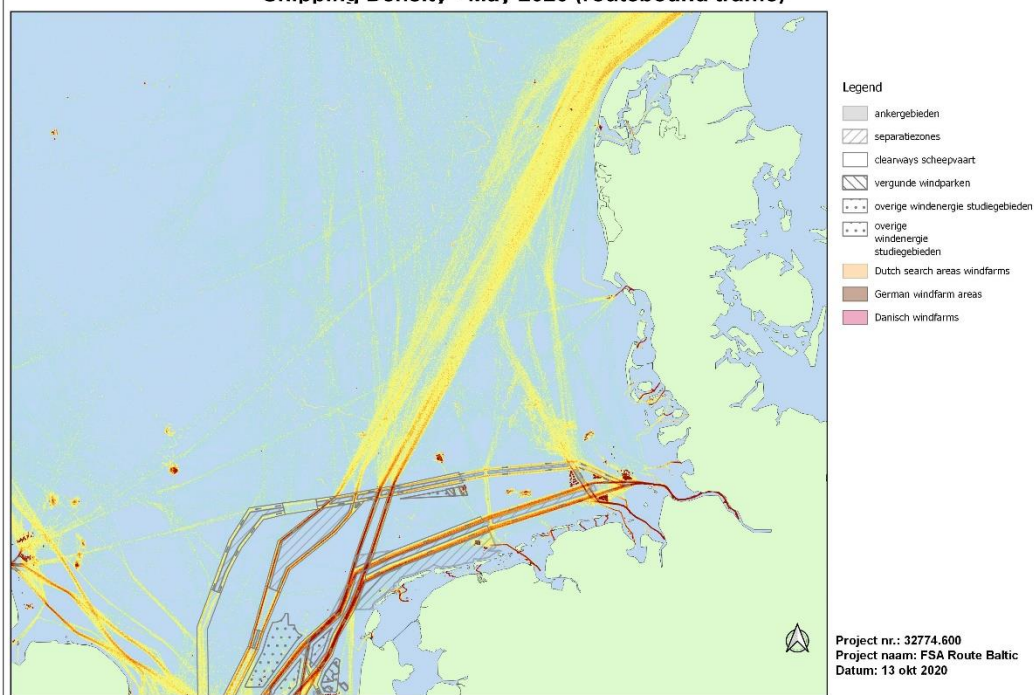 Shipping Density - May 2020 (routebound traffic)
Legend
ankergebieden
separatiezones
clearways scheepvaart
vergunde windparken
overige windenergie studiegebieden
overige
windenergie
studiegebieden
Dutch search areas windfarms
German windfarm areas
Danisch windfarms
Project nr.: 32774.600
Project naam: FSA Route Baltic
Datum: 13 okt 2020